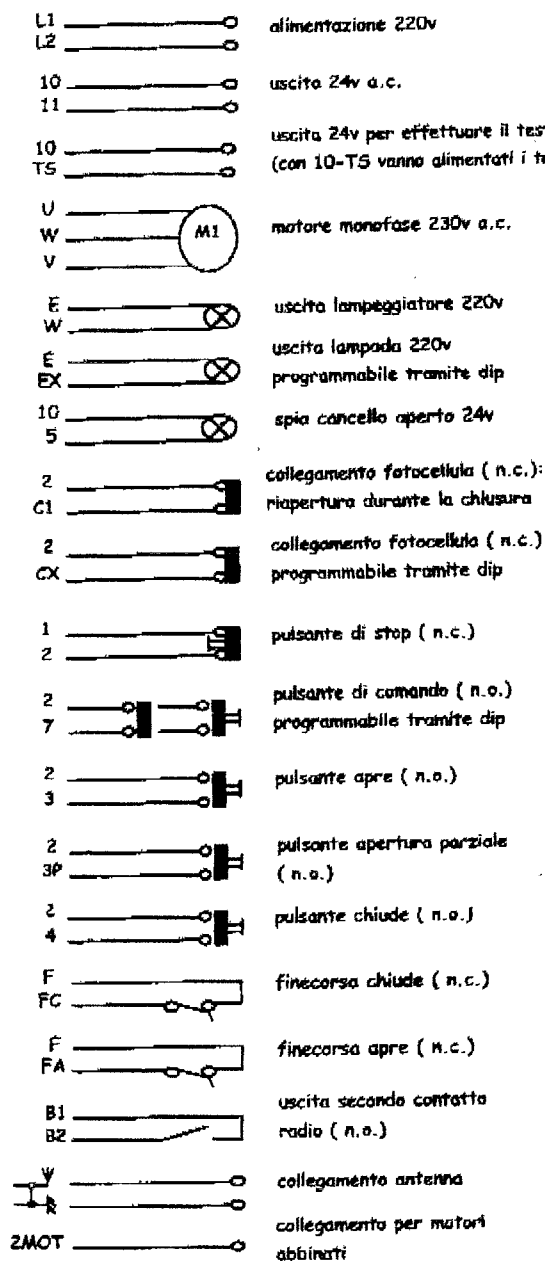 L1
L2
alimentazione 220v
10
11
uscita 24v a.c.
10
TS
uscita 24v per effettuare il tes
(con 10-TS vanno alimentati i t
U
W
V
M1
motore monofase 230v a.c.
E
W
uscita lampeggiatore 220v
E
EX
uscita lampada 220v
programmabile tramite dip
10
5
spia cancello aperto 24v
2
C1
collegamento fotocellula ( n.c.):
riapertura durante la chiusura
2
CX
collegamento fotocellula ( n.c.)
programmabile tramite dip
1
2
pulsante di stop ( n.c.)
2
7
pulsante di comando ( n.o.)
programmabile tramite dip
2
3
pulsante apre ( n.o.)
2
3P
pulsante apertura parziale
( n.o.)
2
4
pulsante chiude ( n.o.)
F
FC
finecorsa chiude ( n.c.)
F
FA
finecorsa apre ( n.c.)
B1
B2
uscita secondo contatto
radio ( n.o.)
collegamento antenna
2MOT
collegamento per motori
abbinati